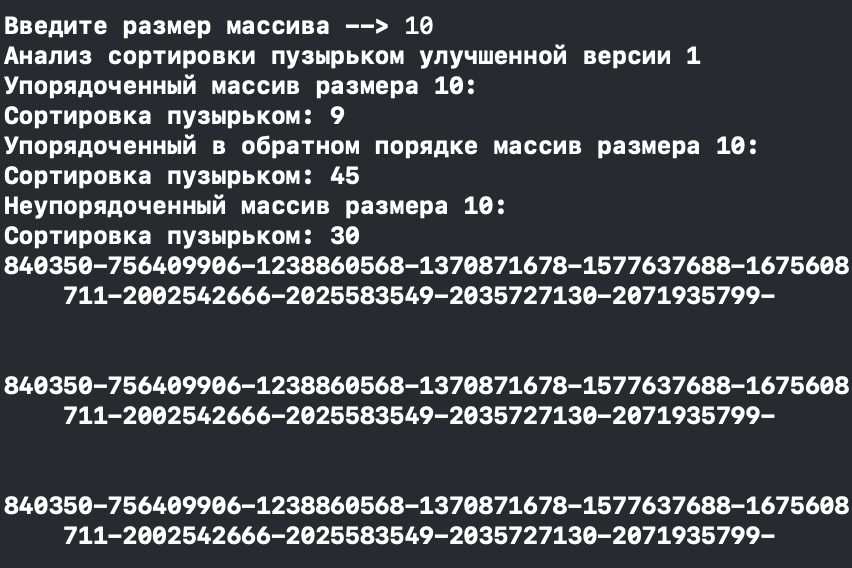 Введите размер массива --> 10
Анализ сортировки пузырьком улучшенной версии 1
Упорядоченный массив размера 10:
Сортировка пузырьком: 9
Упорядоченный в обратном порядке массив размера 10:
Сортировка пузырьком: 45
Неупорядоченный массив размера 10:
Сортировка пузырьком: 30
840350-756409906-1238860568-1370871678-1577637688-1675608
711-2002542666-2025583549-2035727130-2071935799-
840350-756409906-1238860568-1370871678-1577637688-1675608
711-2002542666-2025583549-2035727130-2071935799-
840350-756409906-1238860568-1370871678-1577637688-1675608
711-2002542666-2025583549-2035727130-2071935799-